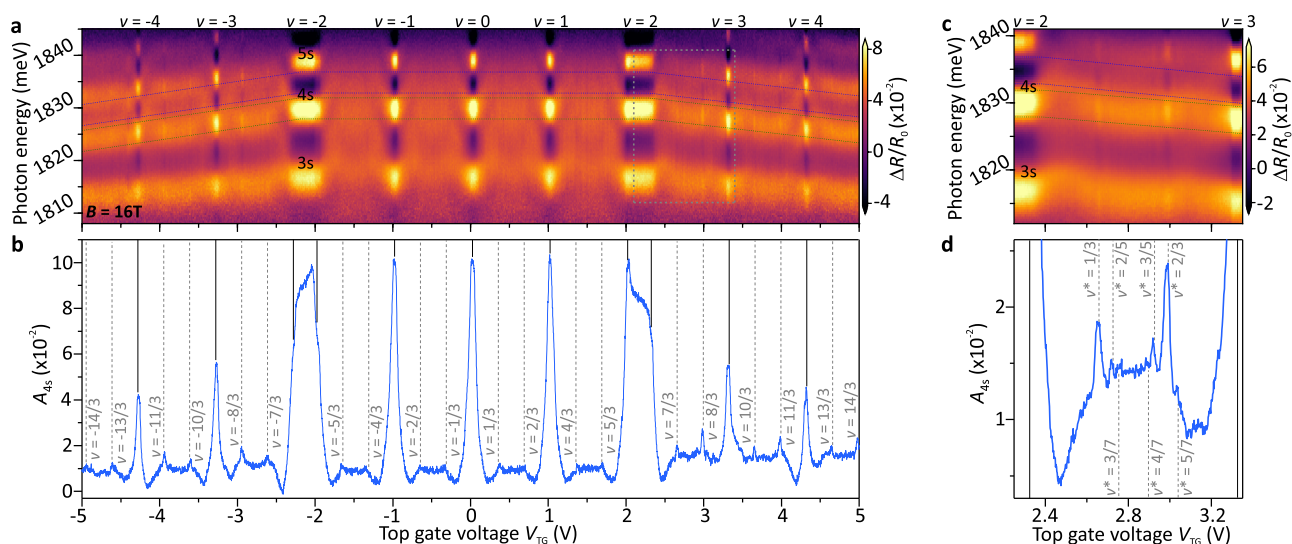 a
ν = -4 ν = -3 ν = -2 ν = -1 ν = 0 ν = 1 ν = 2 ν = 3 ν = 4
Photon energy (meV)
1840
1830
1820
1810
5s
4s
3s
B = 16T
8
4
0
-4
ΔR/R₀ (x10⁻²)
b
A₄ₛ (x10⁻²)
10
8
6
4
2
0
ν = -14/3
ν = -13/3
ν = -11/3
ν = -10/3
ν = -8/3
ν = -7/3
ν = -5/3
ν = -4/3
ν = -2/3
ν = -1/3
ν = 1/3
ν = 2/3
ν = 4/3
ν = 5/3
ν = 7/3
ν = 8/3
ν = 10/3
ν = 11/3
ν = 13/3
ν = 14/3
-5 -4 -3 -2 -1 0 1 2 3 4 5
Top gate voltage V_TG (V)
c
ν = 2 ν = 3
Photon energy (meV)
1840
1830
1820
4s
3s
6
4
2
0
-2
ΔR/R₀ (x10⁻²)
d
A₄ₛ (x10⁻²)
2
1
ν* = 1/3
ν* = 2/5
ν* = 3/5
ν* = 2/3
ν* = 3/7
ν* = 4/7
ν* = 5/7
2.4 2.8 3.2
Top gate voltage V_TG (V)